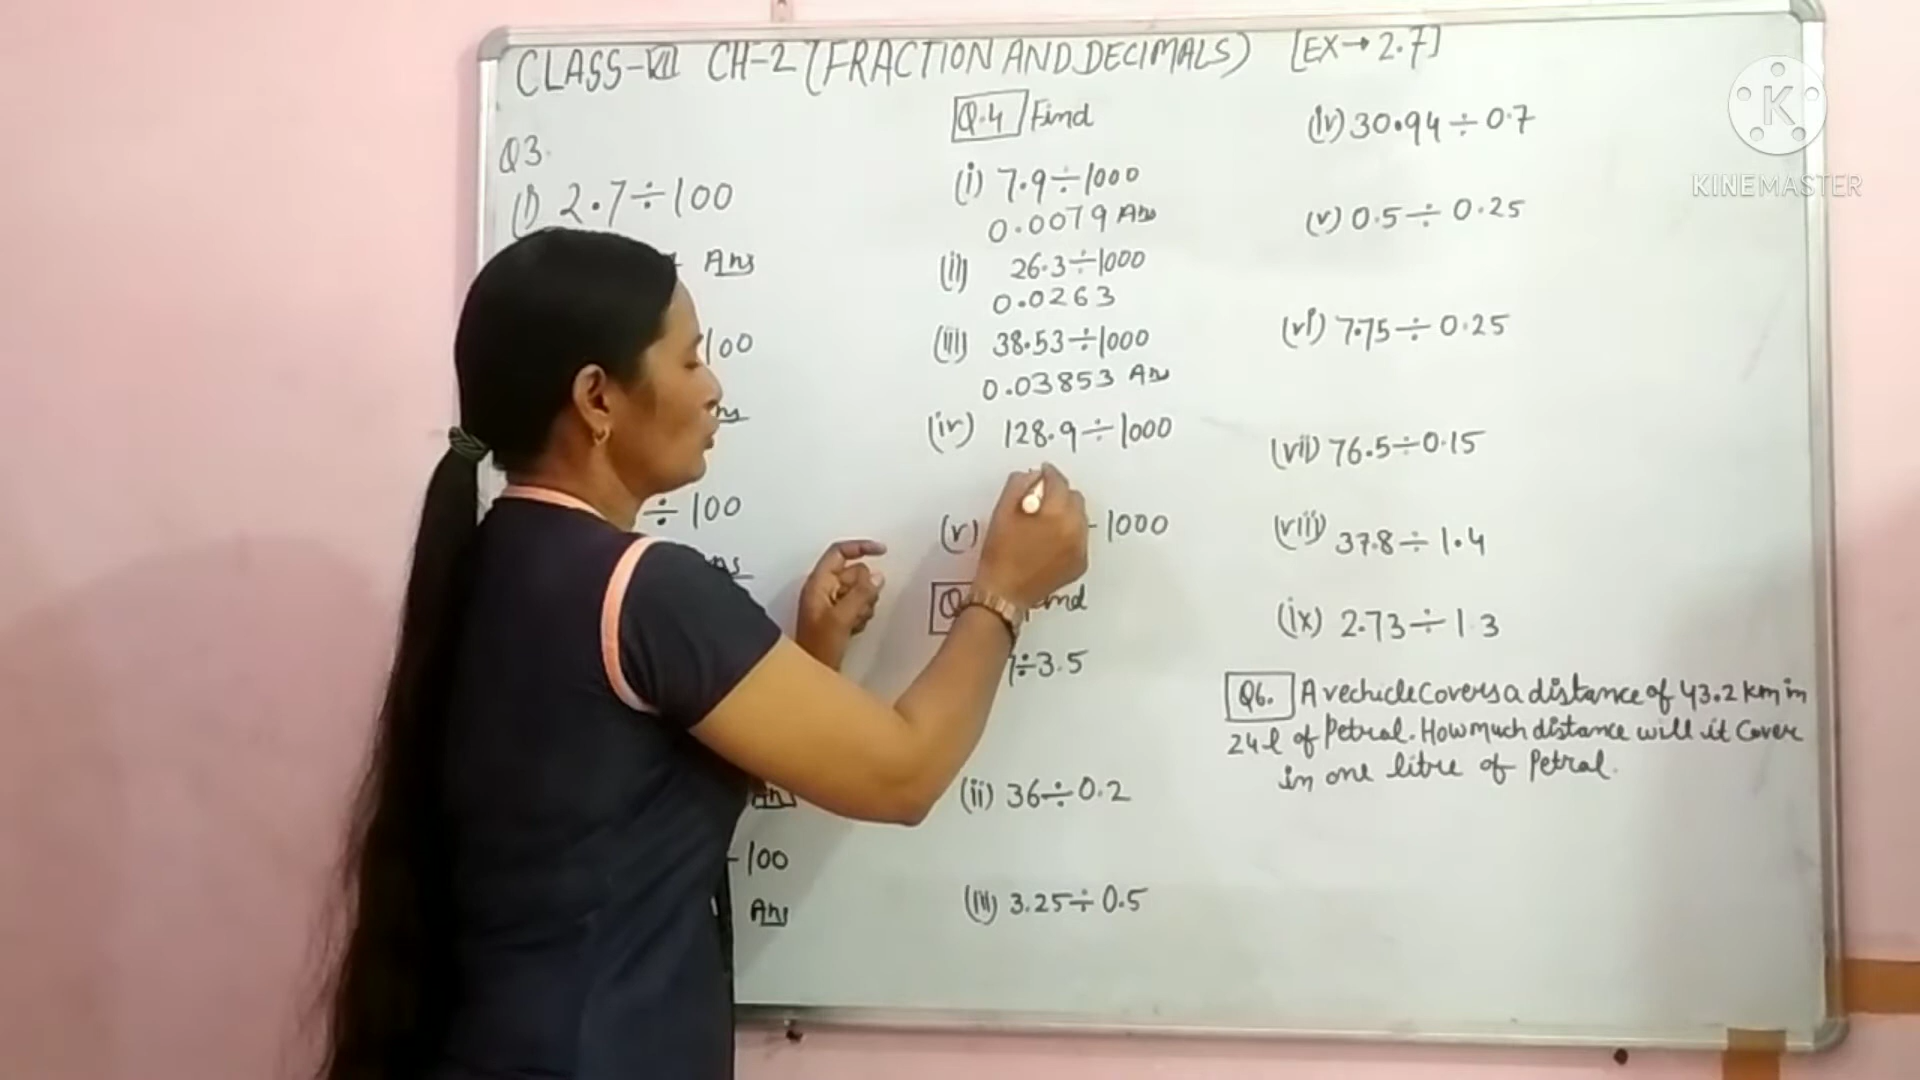 CLASS-VII CH-2 (FRACTION AND DECIMALS) [EX→2.7]
Q3.
(i) 2.7÷100
Ans
100
÷ 100
100
Ans
Q.4 Find
(i) 7.9÷1000
0.0079 Ans
(ii) 26.3÷1000
0.0263
(iii) 38.53÷1000
0.03853 Ans
(iv) 128.9÷1000
(v) 1000
÷3.5
(ii) 36÷0.2
(iii) 3.25÷0.5
(iv) 30.94÷0.7
(v) 0.5÷0.25
(vi) 7.75÷0.25
(vii) 76.5÷0.15
(viii) 37.8÷1.4
(ix) 2.73÷1.3
Q6. A vechicle covers a distance of 43.2 km in
24 l of Petral. How much distance will it cover
in one litre of Petral.
K
KINEMASTER